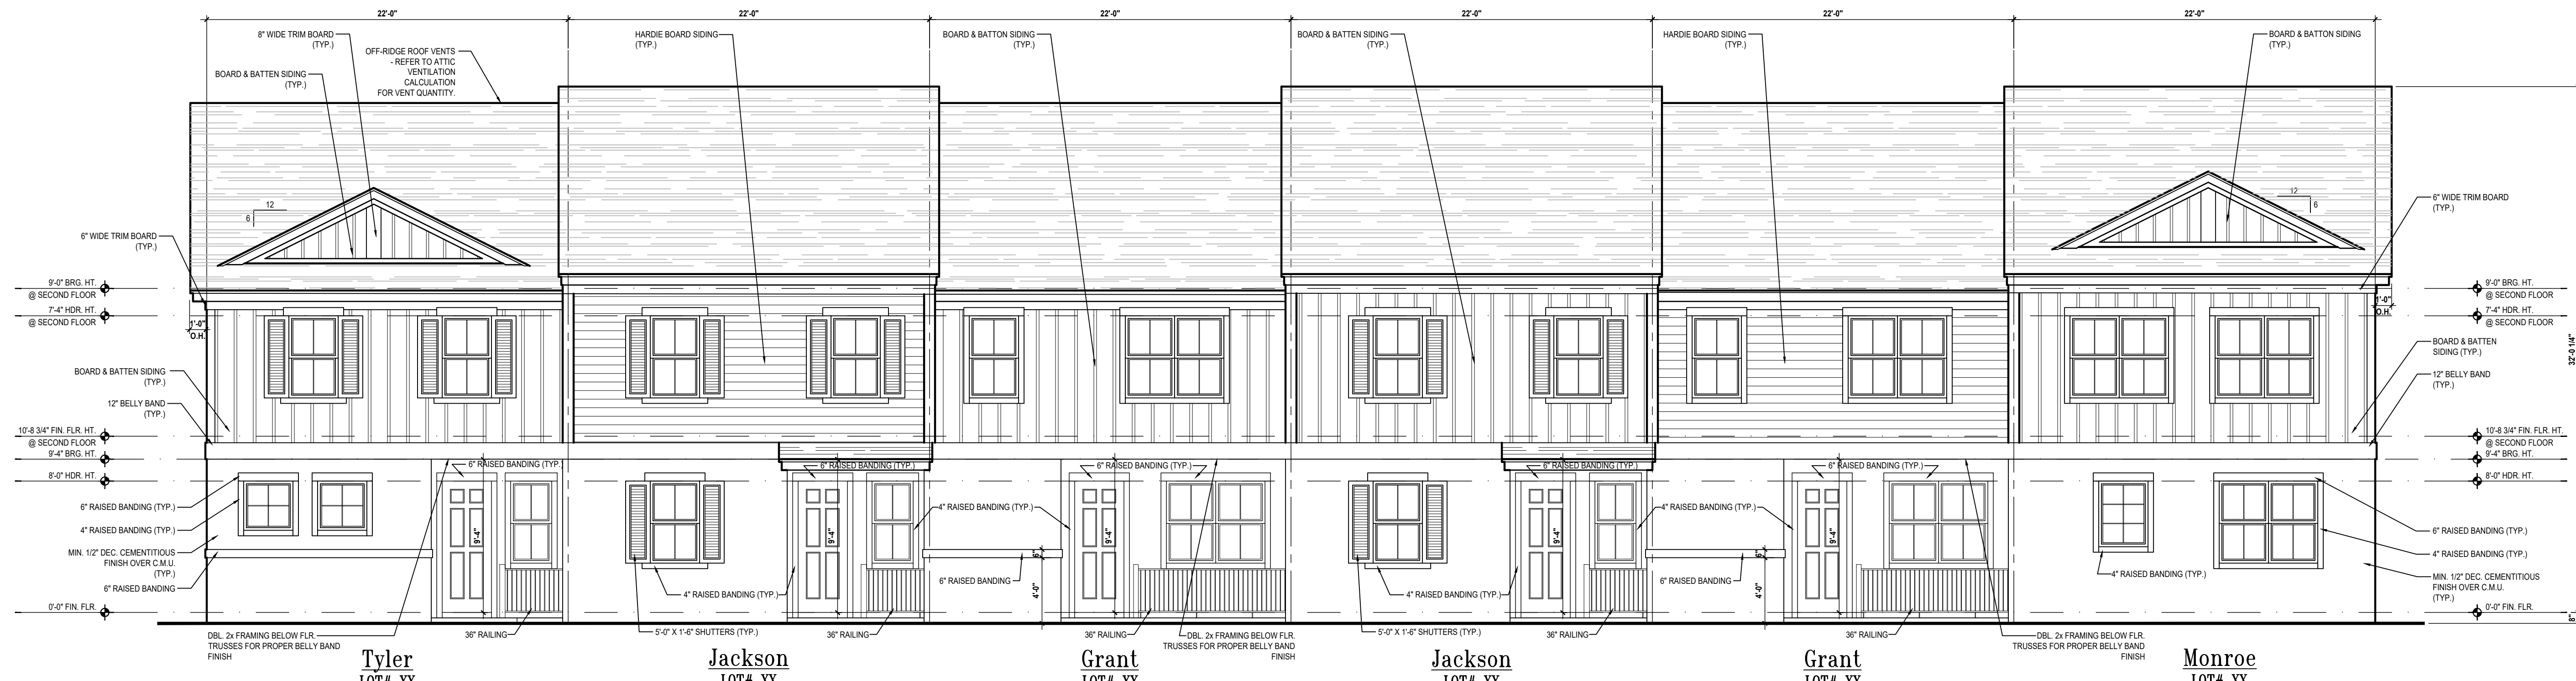 22'-0" 22'-0" 22'-0" 22'-0" 22'-0" 22'-0"
8" WIDE TRIM BOARD
(TYP.)
OFF-RIDGE ROOF VENTS
- REFER TO ATTIC
VENTILATION
CALCULATION
FOR VENT QUANTITY.
BOARD & BATTEN SIDING
(TYP.)
HARDIE BOARD SIDING
(TYP.)
BOARD & BATTON SIDING
(TYP.)
BOARD & BATTEN SIDING
(TYP.)
HARDIE BOARD SIDING
(TYP.)
BOARD & BATTON SIDING
(TYP.)
12
6
12
6
6" WIDE TRIM BOARD
(TYP.)
9'-0" BRG. HT.
@ SECOND FLOOR
7'-4" HDR. HT.
@ SECOND FLOOR
1'-0"
O.H.
BOARD & BATTEN SIDING
(TYP.)
12" BELLY BAND
(TYP.)
10'-8 3/4" FIN. FLR. HT.
@ SECOND FLOOR
9'-4" BRG. HT.
8'-0" HDR. HT.
6" RAISED BANDING (TYP.)
4" RAISED BANDING (TYP.)
MIN. 1/2" DEC. CEMENTITIOUS
FINISH OVER C.M.U.
(TYP.)
6" RAISED BANDING
0'-0" FIN. FLR.
6" RAISED BANDING (TYP.)
6" RAISED BANDING (TYP.)
6" RAISED BANDING (TYP.)
6" RAISED BANDING (TYP.)
6" RAISED BANDING (TYP.)
9'-4"
9'-4"
9'-4"
9'-4"
9'-4"
4" RAISED BANDING (TYP.)
4" RAISED BANDING (TYP.)
6"
6"
6" RAISED BANDING
6" RAISED BANDING
4'-0"
4'-0"
4" RAISED BANDING (TYP.)
4" RAISED BANDING (TYP.)
4" RAISED BANDING (TYP.)
6" WIDE TRIM BOARD
(TYP.)
9'-0" BRG. HT.
@ SECOND FLOOR
7'-4" HDR. HT.
@ SECOND FLOOR
1'-0"
O.H.
BOARD & BATTEN
SIDING (TYP.)
12" BELLY BAND
(TYP.)
32'-0 1/4"
10'-8 3/4" FIN. FLR. HT.
@ SECOND FLOOR
9'-4" BRG. HT.
8'-0" HDR. HT.
6" RAISED BANDING (TYP.)
4" RAISED BANDING (TYP.)
MIN. 1/2" DEC. CEMENTITIOUS
FINISH OVER C.M.U.
(TYP.)
0'-0" FIN. FLR.
8"
DBL. 2x FRAMING BELOW FLR.
TRUSSES FOR PROPER BELLY BAND
FINISH
36" RAILING
5'-0" X 1'-6" SHUTTERS (TYP.)
36" RAILING
36" RAILING
DBL. 2x FRAMING BELOW FLR.
TRUSSES FOR PROPER BELLY BAND
FINISH
5'-0" X 1'-6" SHUTTERS (TYP.)
36" RAILING
36" RAILING
DBL. 2x FRAMING BELOW FLR.
TRUSSES FOR PROPER BELLY BAND
FINISH
Tyler
LOT# XX
Jackson
LOT# XX
Grant
LOT# XX
Jackson
LOT# XX
Grant
LOT# XX
Monroe
LOT# XX